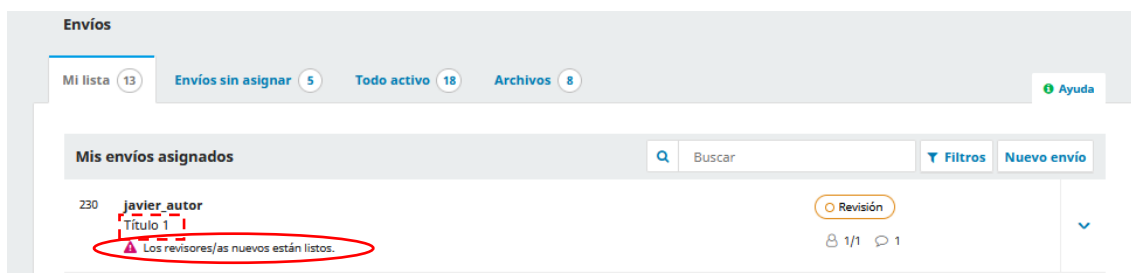 Envíos
Mi lista 13 Envíos sin asignar 5 Todo activo 18 Archivos 8
Ayuda
Mis envíos asignados Buscar Filtros Nuevo envío
230 javier_autor Revisión
Título 1
Los revisores/as nuevos están listos. 1/1 1